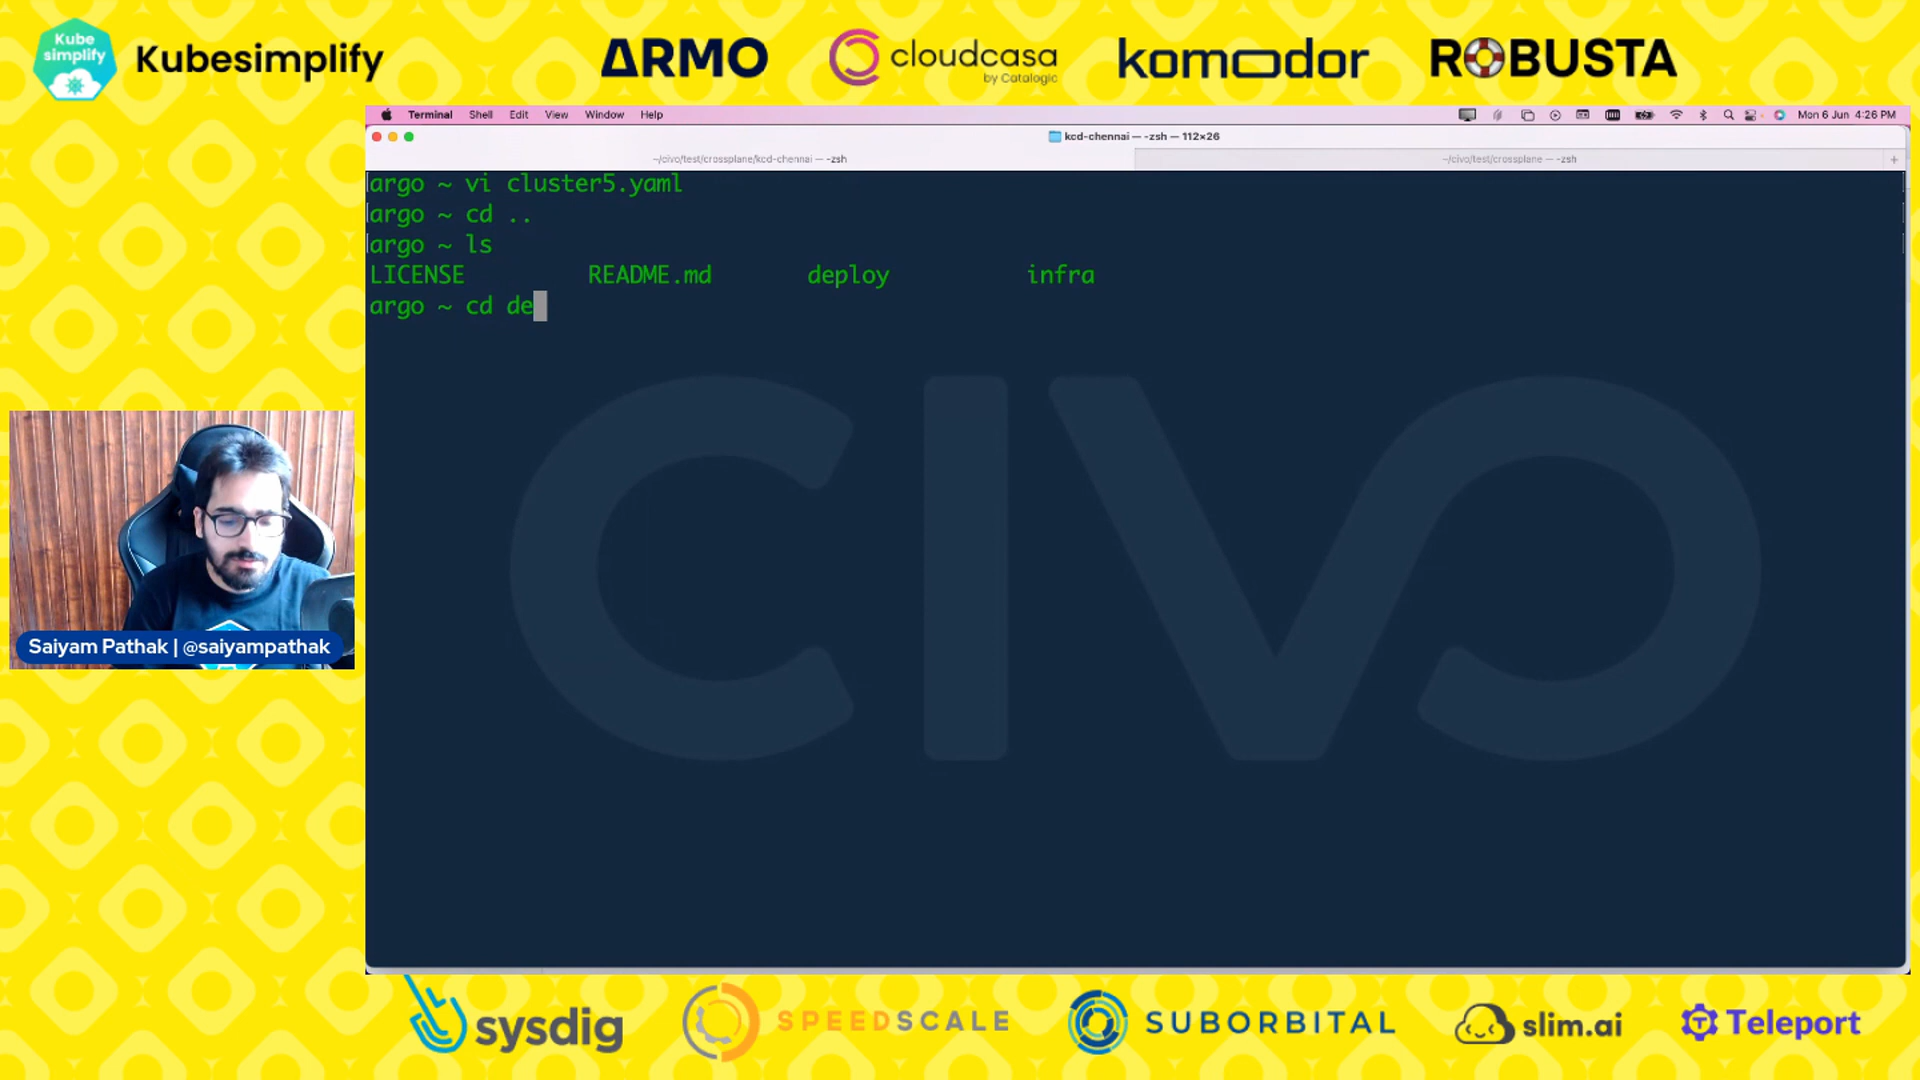 Kube
simplify
Kubesimplify
ARMO
cloudcasa
by Catalogic
komodor
ROBUSTA
Terminal Shell Edit View Window Help
Mon 6 Jun 4:26 PM
kcd-chennai — -zsh — 112×26
~/civo/test/crossplane/kcd-chennai — -zsh
~/civo/test/crossplane — -zsh
+
argo ~ vi cluster5.yaml
argo ~ cd ..
argo ~ ls
LICENSE README.md deploy infra
argo ~ cd de
CIVO
Saiyam Pathak | @saiyampathak
sysdig
SPEEDSCALE
SUBORBITAL
slim.ai
T
Teleport